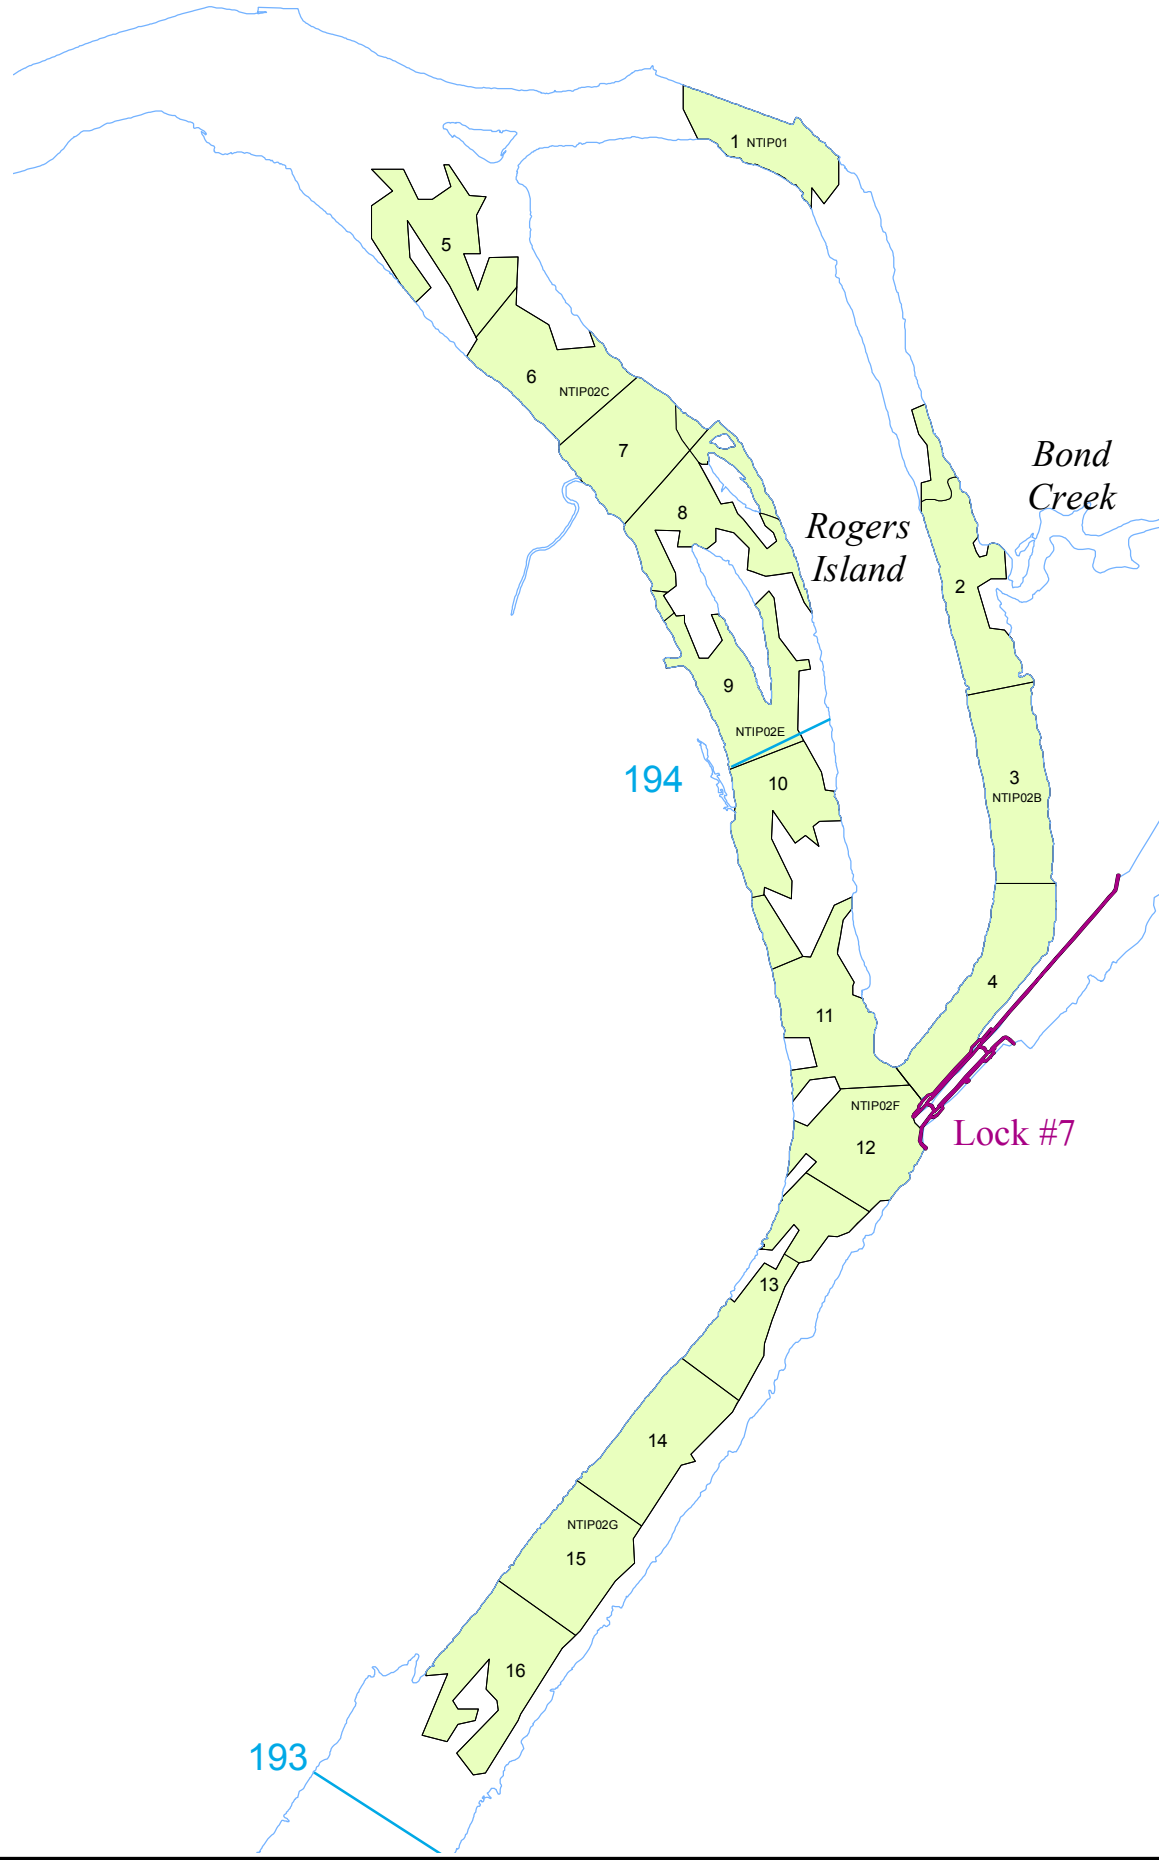 1 NTIP01
5
6
NTIP02C
7
Bond
Creek
8
Rogers
Island
2
9
NTIP02E
194
10
3
NTIP02B
4
11
NTIP02F
Lock #7
12
13
14
NTIP02G
15
16
193